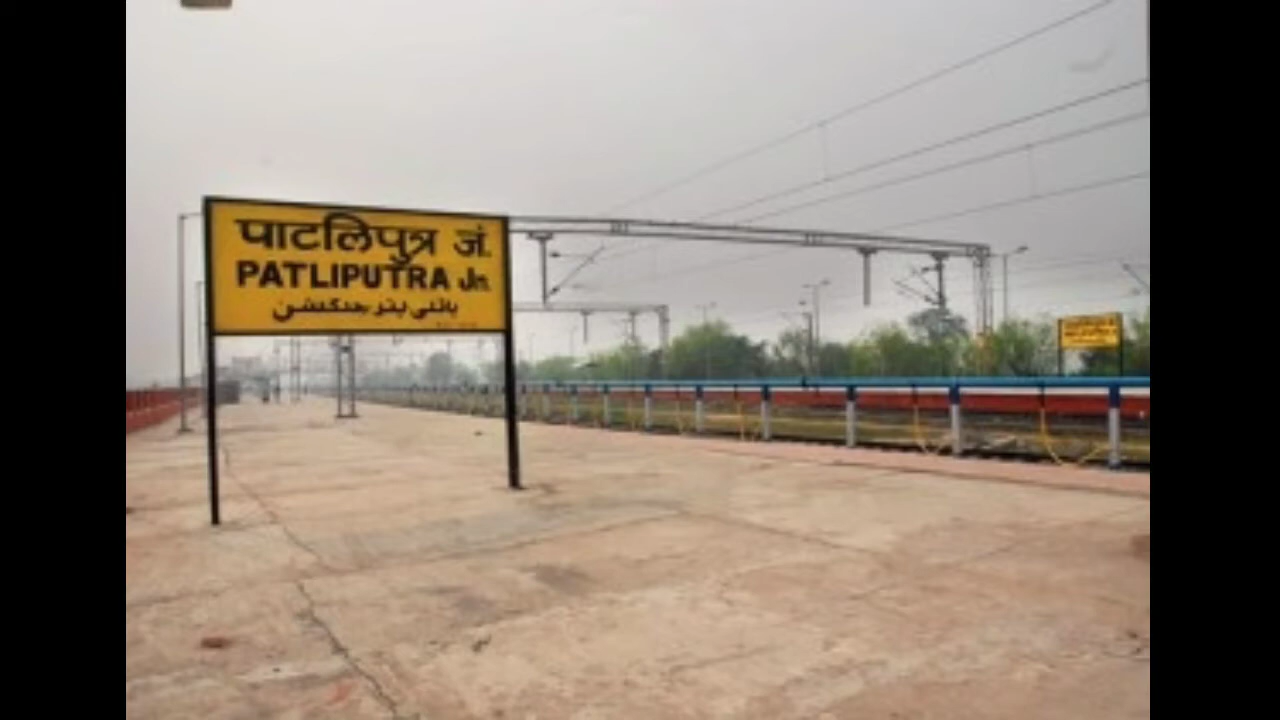 पाटलिपुत्र जं.
PATLIPUTRA Jn.
پاٹلی پتر جنکشن